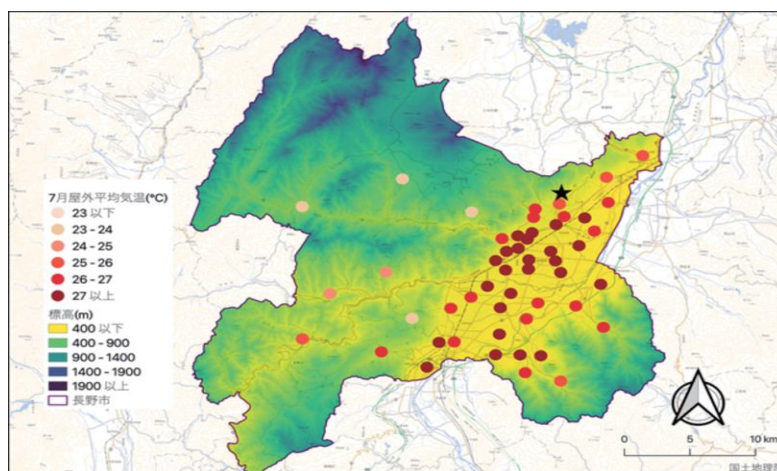 7月屋外平均気温(℃)
23 以下
23 - 24
24 - 25
25 - 26
26 - 27
27 以上
標高(m)
400 以下
400 - 900
900 - 1400
1400 - 1900
1900 以上
長野市
0 5 10 km
国土地理院